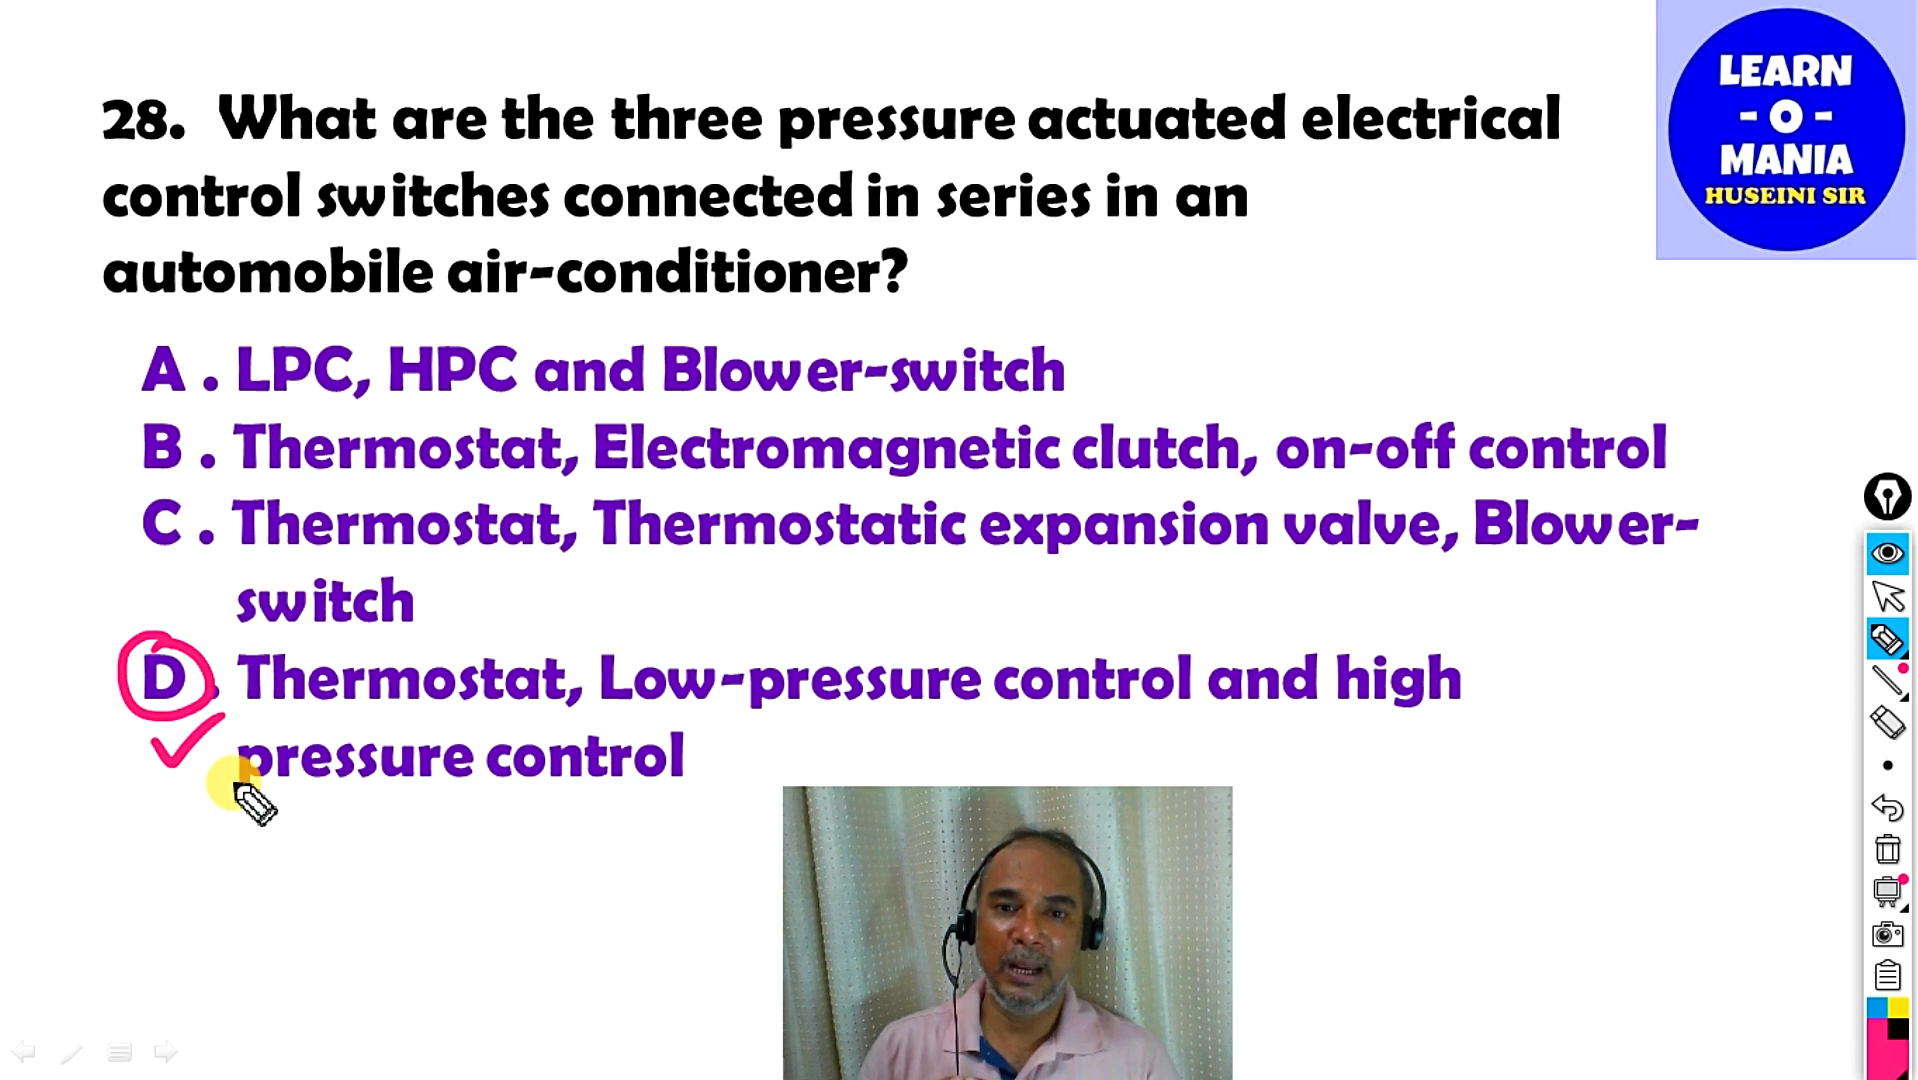 LEARN
- O -
MANIA
HUSEINI SIR
28. What are the three pressure actuated electrical
control switches connected in series in an
automobile air-conditioner?
A . LPC, HPC and Blower-switch
B . Thermostat, Electromagnetic clutch, on-off control
C . Thermostat, Thermostatic expansion valve, Blower-
switch
D . Thermostat, Low-pressure control and high
pressure control